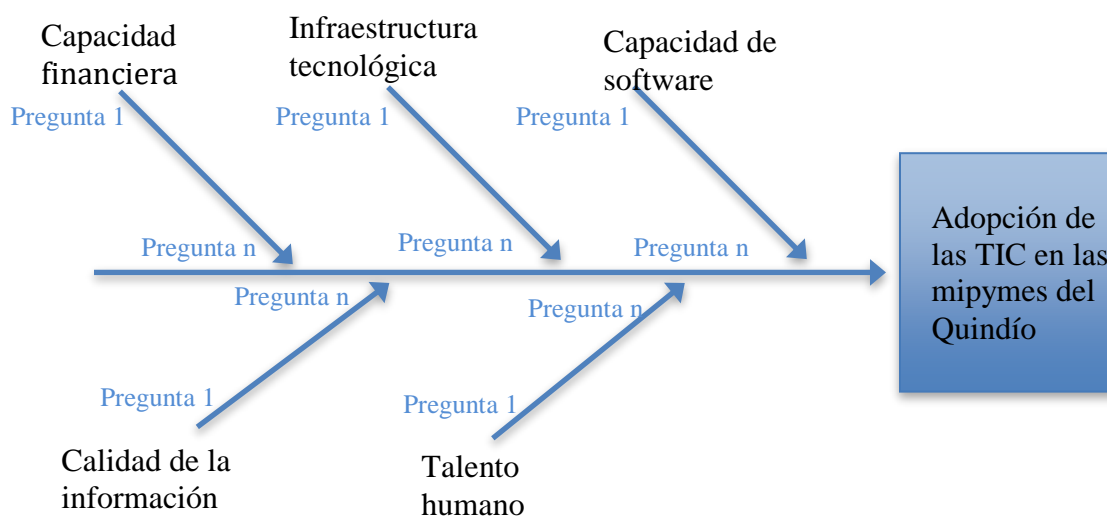 Capacidad
financiera
Infraestructura
tecnológica
Capacidad de
software
Pregunta 1
Pregunta 1
Pregunta 1
Pregunta n
Pregunta n
Pregunta n
Adopción de
las TIC en las
mipymes del
Quindío
Pregunta n
Pregunta n
Pregunta 1
Pregunta 1
Calidad de la
información
Talento
humano